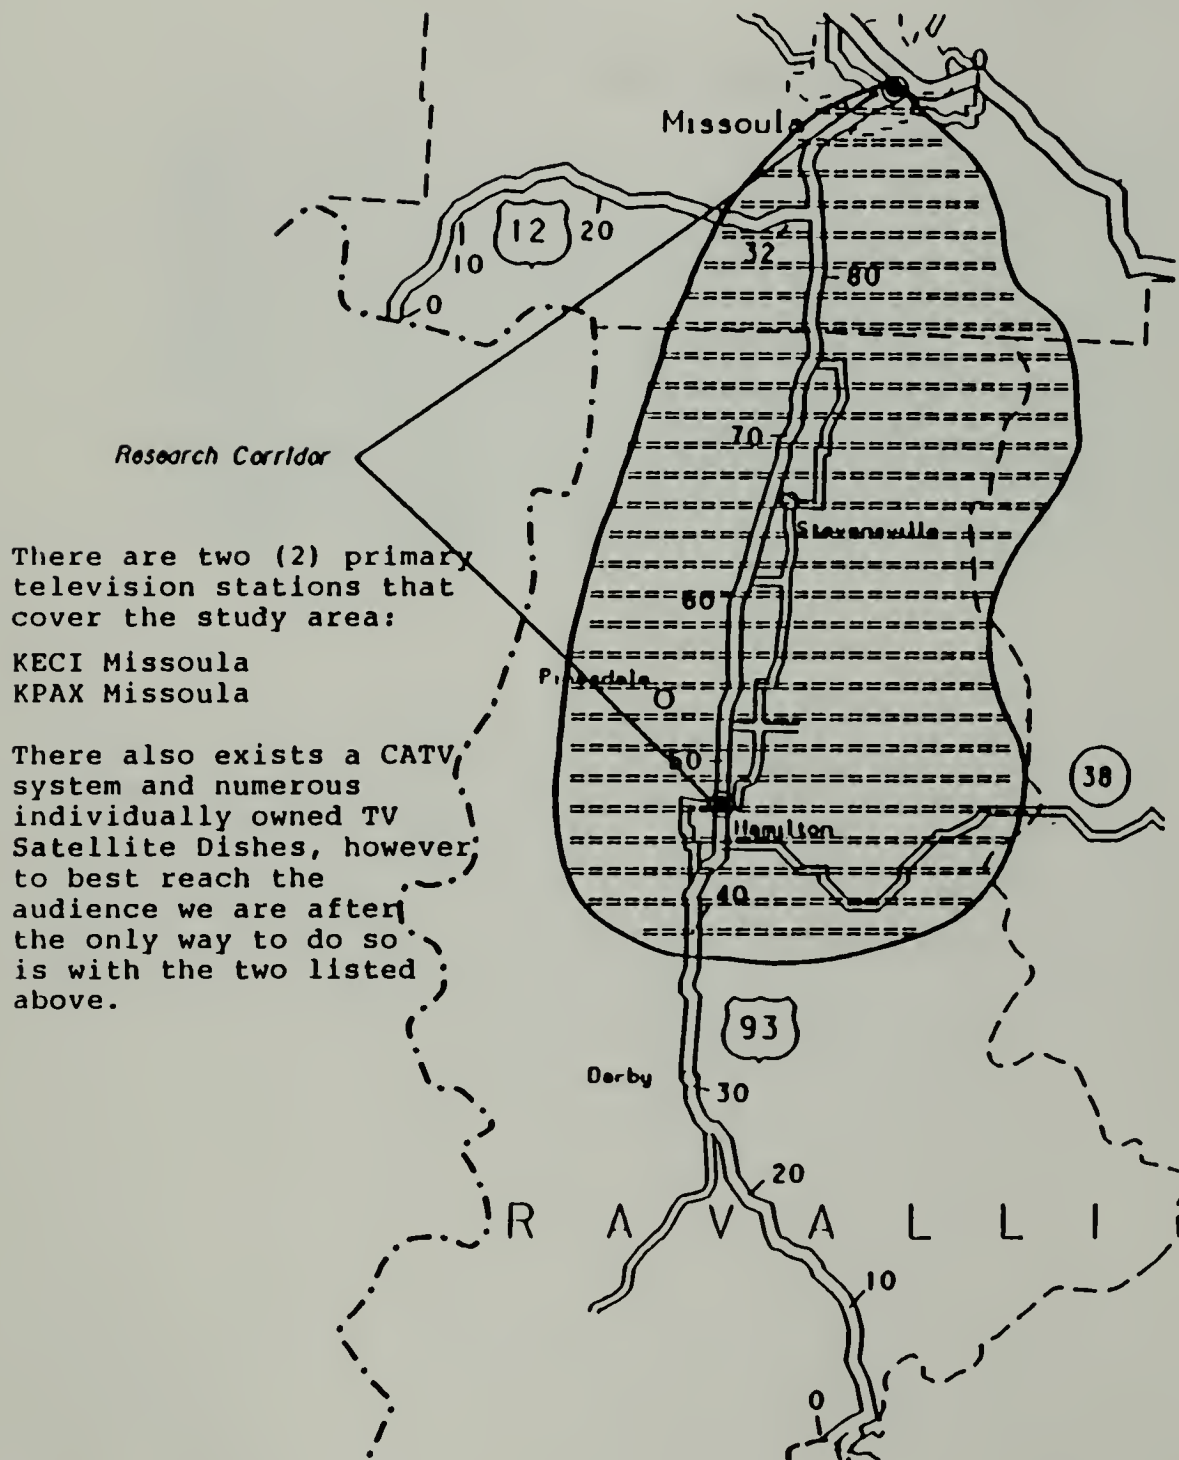 Missoula
12
20
10
32
0
80
Research Corridor
70
Stevensville
There are two (2) primary
television stations that
cover the study area:
60
KECI Missoula
KPAX Missoula
Pinesdale
There also exists a CATV
system and numerous
individually owned TV
Satellite Dishes, however
to best reach the
audience we are after
the only way to do so
is with the two listed
above.
50
38
Hamilton
40
93
Darby
30
20
RAVALLI
10
0